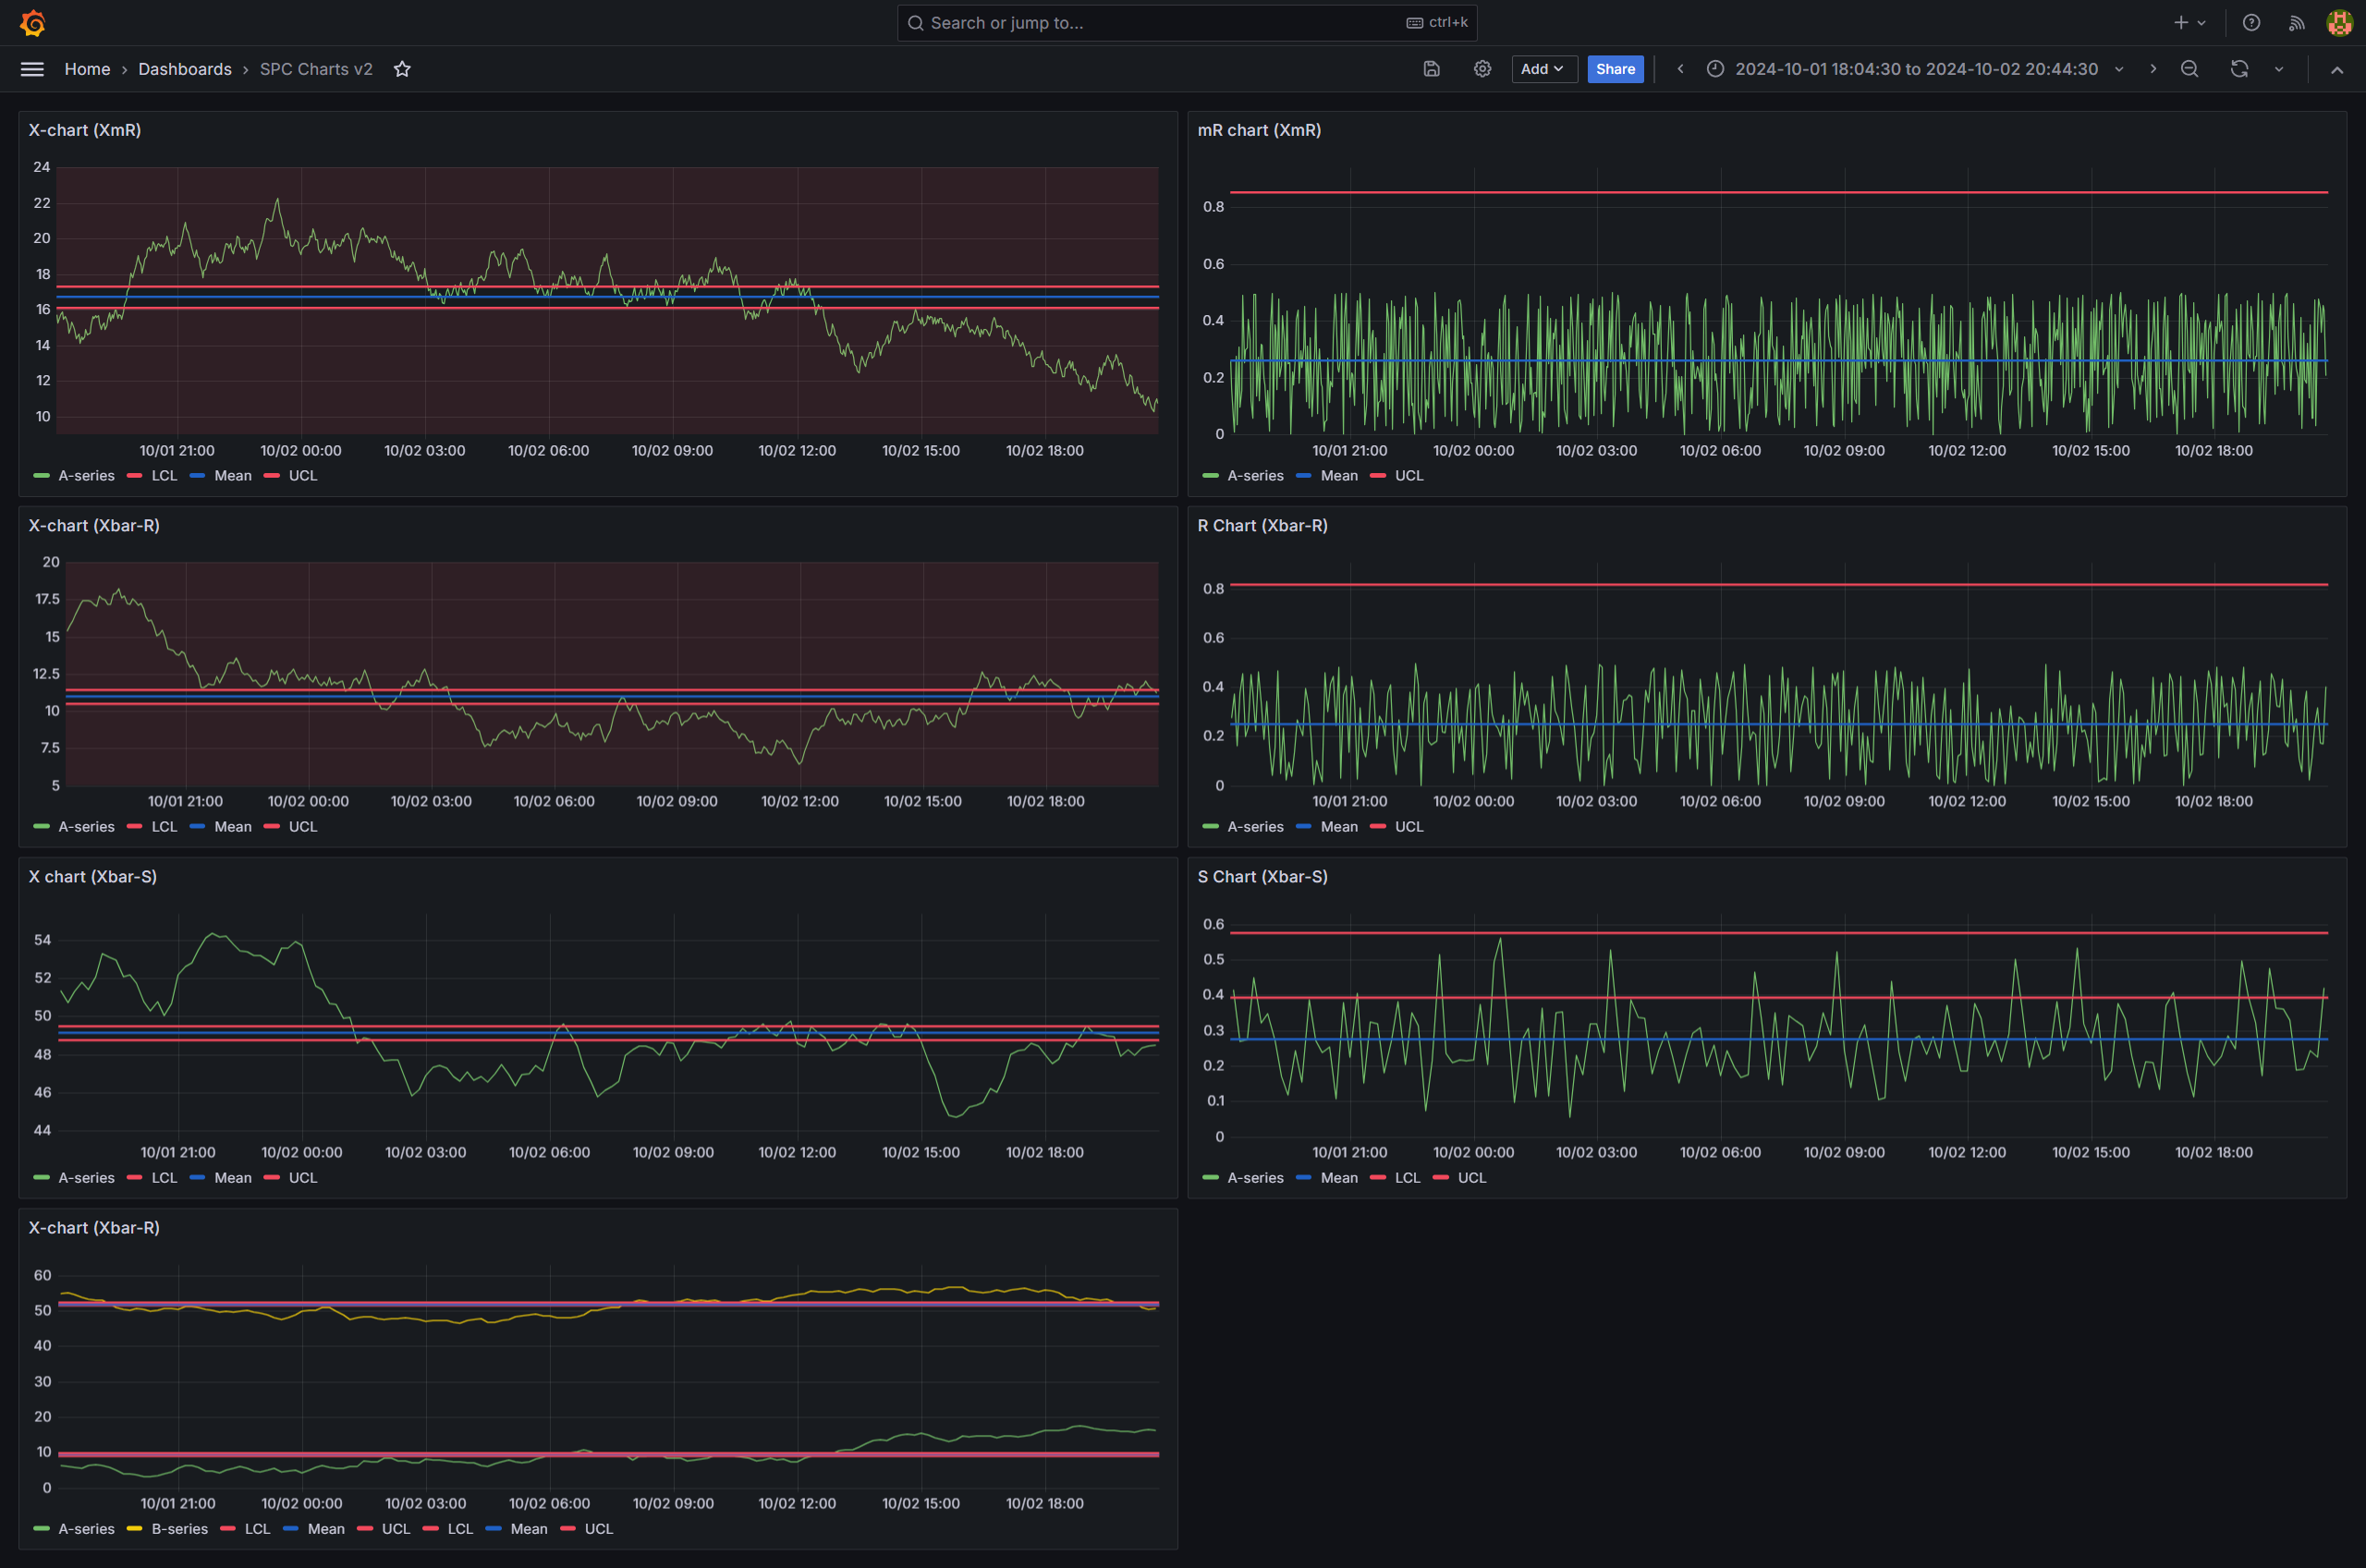 Search or jump to... ctrl+k
Home › Dashboards › SPC Charts v2 Add Share 2024-10-01 18:04:30 to 2024-10-02 20:44:30
X-chart (XmR)
24
22
20
18
16
14
12
10
10/01 21:00 10/02 00:00 10/02 03:00 10/02 06:00 10/02 09:00 10/02 12:00 10/02 15:00 10/02 18:00
A-series LCL Mean UCL
mR chart (XmR)
0.8
0.6
0.4
0.2
0
10/01 21:00 10/02 00:00 10/02 03:00 10/02 06:00 10/02 09:00 10/02 12:00 10/02 15:00 10/02 18:00
A-series Mean UCL
X-chart (Xbar-R)
20
17.5
15
12.5
10
7.5
5
10/01 21:00 10/02 00:00 10/02 03:00 10/02 06:00 10/02 09:00 10/02 12:00 10/02 15:00 10/02 18:00
A-series LCL Mean UCL
R Chart (Xbar-R)
0.8
0.6
0.4
0.2
0
10/01 21:00 10/02 00:00 10/02 03:00 10/02 06:00 10/02 09:00 10/02 12:00 10/02 15:00 10/02 18:00
A-series Mean UCL
X chart (Xbar-S)
54
52
50
48
46
44
10/01 21:00 10/02 00:00 10/02 03:00 10/02 06:00 10/02 09:00 10/02 12:00 10/02 15:00 10/02 18:00
A-series LCL Mean UCL
S Chart (Xbar-S)
0.6
0.5
0.4
0.3
0.2
0.1
0
10/01 21:00 10/02 00:00 10/02 03:00 10/02 06:00 10/02 09:00 10/02 12:00 10/02 15:00 10/02 18:00
A-series Mean LCL UCL
X-chart (Xbar-R)
60
50
40
30
20
10
0
10/01 21:00 10/02 00:00 10/02 03:00 10/02 06:00 10/02 09:00 10/02 12:00 10/02 15:00 10/02 18:00
A-series B-series LCL Mean UCL LCL Mean UCL